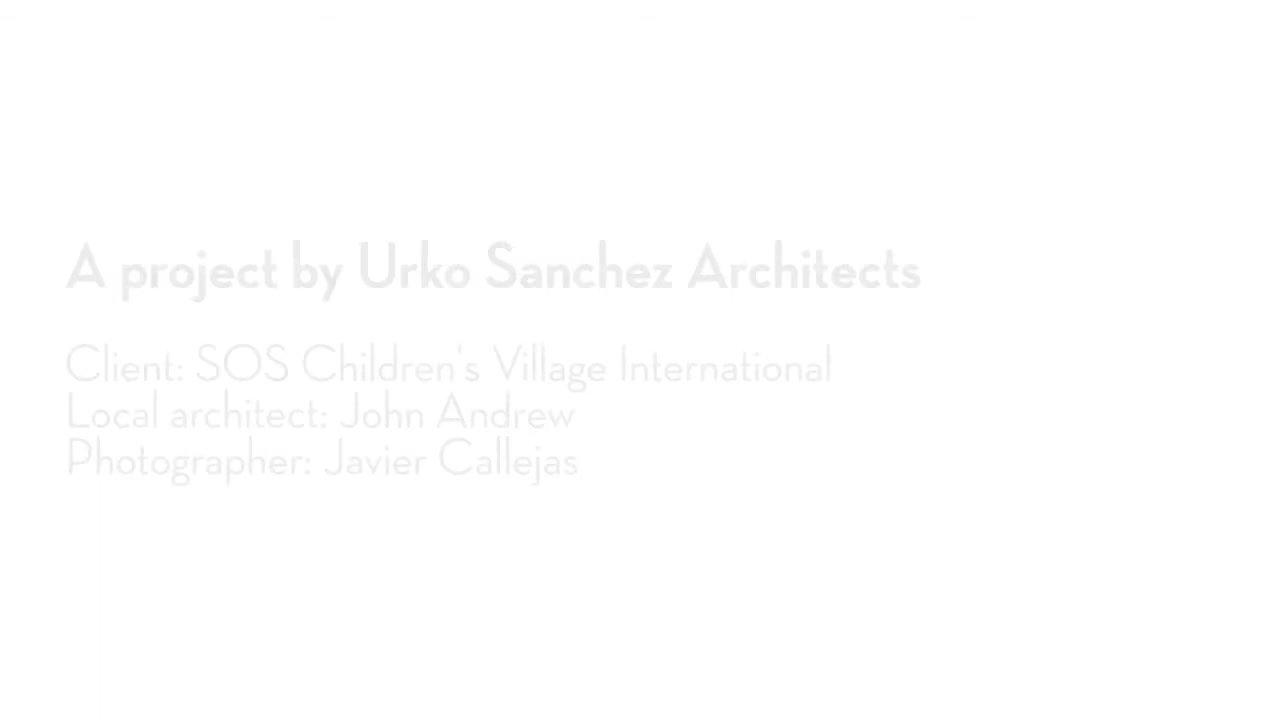 A project by Urko Sanchez Architects
Client: SOS Children's Village International
Local architect: John Andrew
Photographer: Javier Callejas